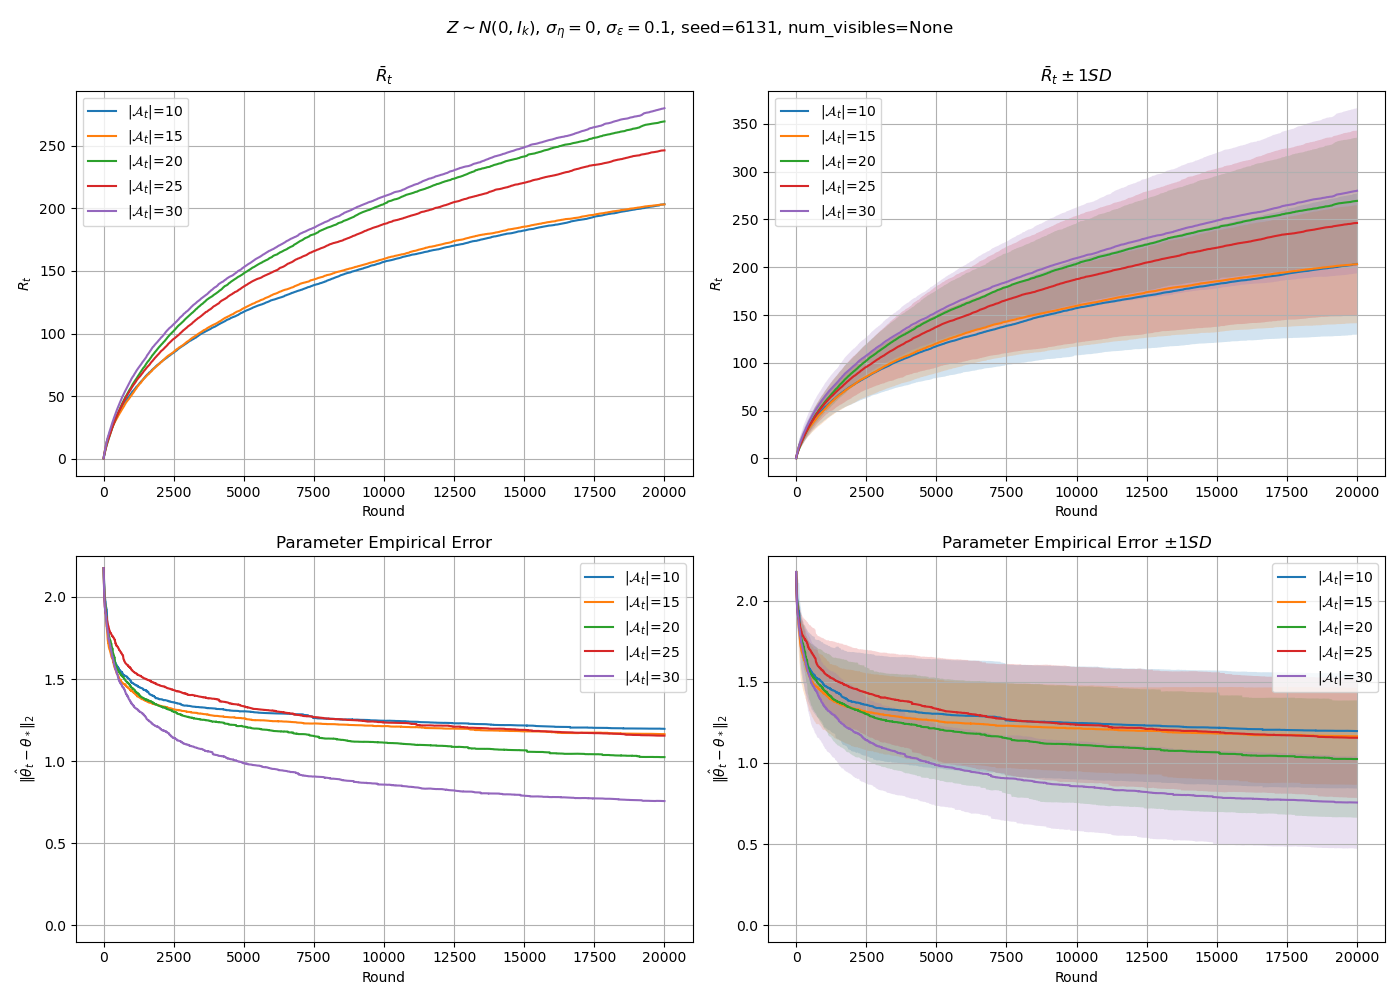 Z ∼ N(0, I_k), σ_η = 0, σ_ε = 0.1, seed=6131, num_visibles=None
R̄_t
R_t
250
200
150
100
50
0
|𝒜_t|=10
|𝒜_t|=15
|𝒜_t|=20
|𝒜_t|=25
|𝒜_t|=30
0 2500 5000 7500 10000 12500 15000 17500 20000
Round
R̄_t ± 1SD
R_t
350
300
250
200
150
100
50
0
|𝒜_t|=10
|𝒜_t|=15
|𝒜_t|=20
|𝒜_t|=25
|𝒜_t|=30
0 2500 5000 7500 10000 12500 15000 17500 20000
Round
Parameter Empirical Error
‖θ̂_t − θ_*‖_2
2.0
1.5
1.0
0.5
0.0
|𝒜_t|=10
|𝒜_t|=15
|𝒜_t|=20
|𝒜_t|=25
|𝒜_t|=30
0 2500 5000 7500 10000 12500 15000 17500 20000
Round
Parameter Empirical Error ±1SD
‖θ̂_t − θ_*‖_2
2.0
1.5
1.0
0.5
0.0
|𝒜_t|=10
|𝒜_t|=15
|𝒜_t|=20
|𝒜_t|=25
|𝒜_t|=30
0 2500 5000 7500 10000 12500 15000 17500 20000
Round